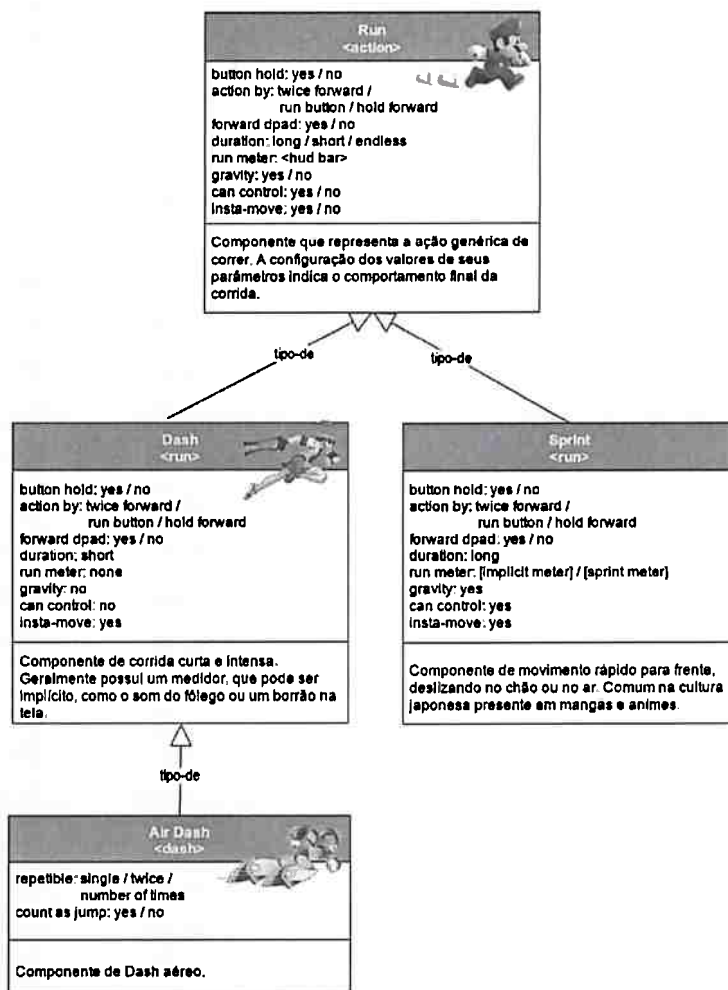 Run
<action>
button hold: yes / no
action by: twice forward /
run button / hold forward
forward dpad: yes / no
duration: long / short / endless
run meter: <hud bar>
gravity: yes / no
can control: yes / no
insta-move: yes / no
Componente que representa a ação genérica de
correr. A configuração dos valores de seus
parâmetros indica o comportamento final da
corrida.
tipo-de
tipo-de
Dash
<run>
button hold: yes / no
action by: twice forward /
run button / hold forward
forward dpad: yes / no
duration: short
run meter: none
gravity: no
can control: no
insta-move: yes
Componente de corrida curta e intensa.
Geralmente possui um medidor, que pode ser
implícito, como o som do fôlego ou um borrão na
tela.
Sprint
<run>
button hold: yes / no
action by: twice forward /
run button / hold forward
forward dpad: yes / no
duration: long
run meter: [implicit meter] / [sprint meter]
gravity: yes
can control: yes
insta-move: yes
Componente de movimento rápido para frente,
deslizando no chão ou no ar. Comum na cultura
japonesa presente em mangas e animes.
tipo-de
Air Dash
<dash>
repetible: single / twice /
number of times
count as jump: yes / no
Componente de Dash aéreo.